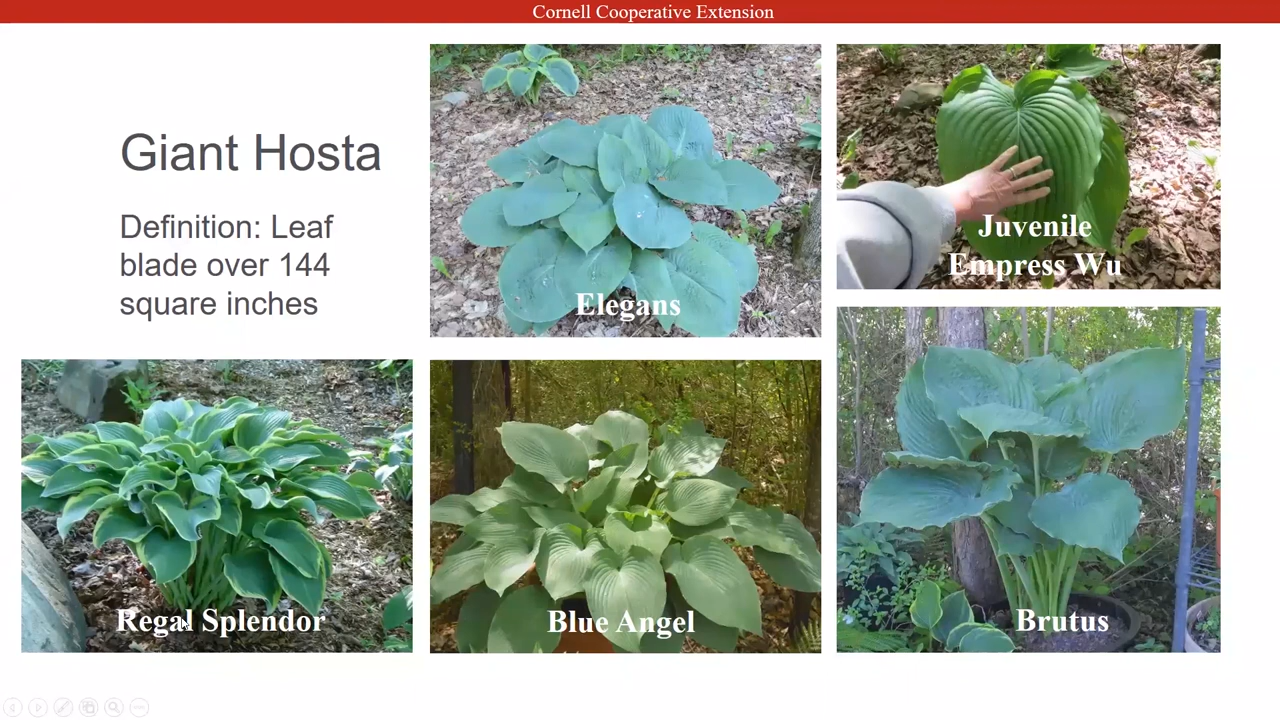 Cornell Cooperative Extension
Giant Hosta
Definition: Leaf
blade over 144
square inches
Elegans
Juvenile
Empress Wu
Regal Splendor
Blue Angel
Brutus